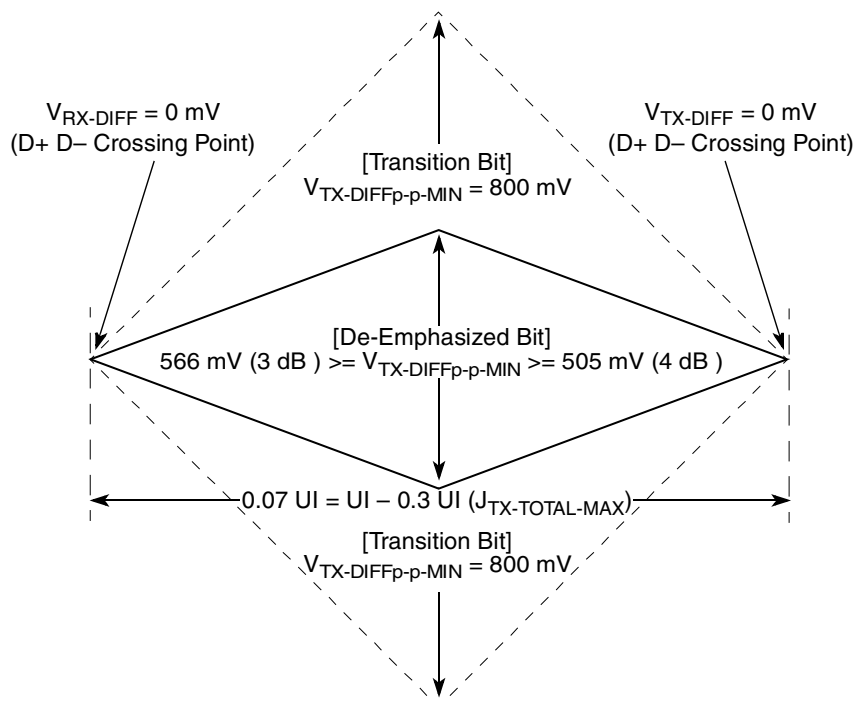 V_RX-DIFF = 0 mV
(D+ D– Crossing Point)
V_TX-DIFF = 0 mV
(D+ D– Crossing Point)
[Transition Bit]
V_TX-DIFFp-p-MIN = 800 mV
[De-Emphasized Bit]
566 mV (3 dB ) >= V_TX-DIFFp-p-MIN >= 505 mV (4 dB )
0.07 UI = UI – 0.3 UI (J_TX-TOTAL-MAX)
[Transition Bit]
V_TX-DIFFp-p-MIN = 800 mV